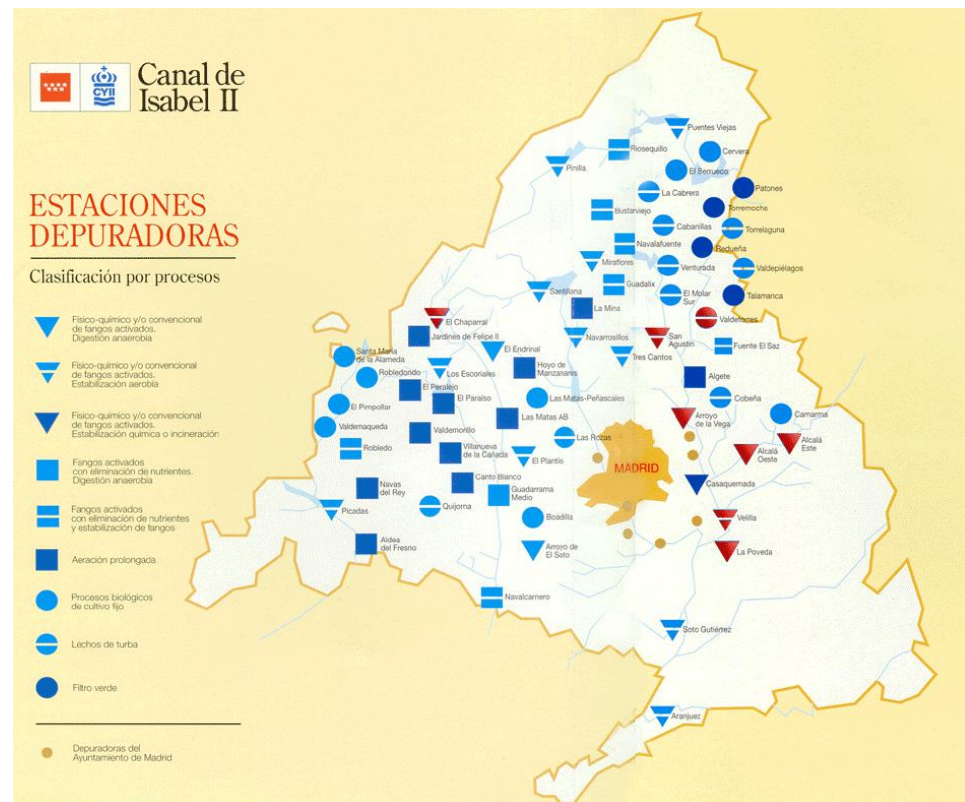 CYII
Canal de
Isabel II
ESTACIONES
DEPURADORAS
Clasificación por procesos
Físico-químico y/o convencional
de fangos activados.
Digestión anaerobia
Físico-químico y/o convencional
de fangos activados.
Estabilización aerobia
Físico-químico y/o convencional
de fangos activados.
Estabilización química o incineración
Fangos activados
con eliminación de nutrientes.
Digestión anaerobia
Fangos activados
con eliminación de nutrientes
y estabilización de fangos
Aeración prolongada
Procesos biológicos
de cultivo fijo
Lechos de turba
Filtro verde
Depuradoras del
Ayuntamiento de Madrid
Puentes Viejas
Riosequillo
Cervera
Pinilla
El Berrueco
La Cabrera
Patones
Bustarviejo
Torremocha
Cabanillas
Torrelaguna
Navalafuente
Redueña
Miraflores
Venturada
Valdepiélagos
Santillana
Guadalix
El Molar
Sur
Talamanca
La Mina
El Chaparral
Valdetorres
Jardines de Felipe II
Navarrosillos
San
Agustín
Santa María
de la Alameda
El Endrinal
Tres Cantos
Fuente El Saz
Robledondo
Los Escoriales
Hoyo de
Manzanares
Algete
El Peralejo
El Pimpollar
El Paraíso
Las Matas-Peñascales
Cobeña
Camarma
Valdemaqueda
Valdemorillo
Las Matas AB
Arroyo
de la Vega
Robledo
Villanueva
de la Cañada
El Plantío
Las Rozas
Alcalá
Oeste
Alcalá
Este
MADRID
Navas
del Rey
Canto Blanco
Guadarrama
Medio
Casaquemada
Picadas
Quijorna
Boadilla
Velilla
Aldea
del Fresno
Arroyo de
El Soto
La Poveda
Navalcarnero
Soto Gutiérrez
Aranjuez